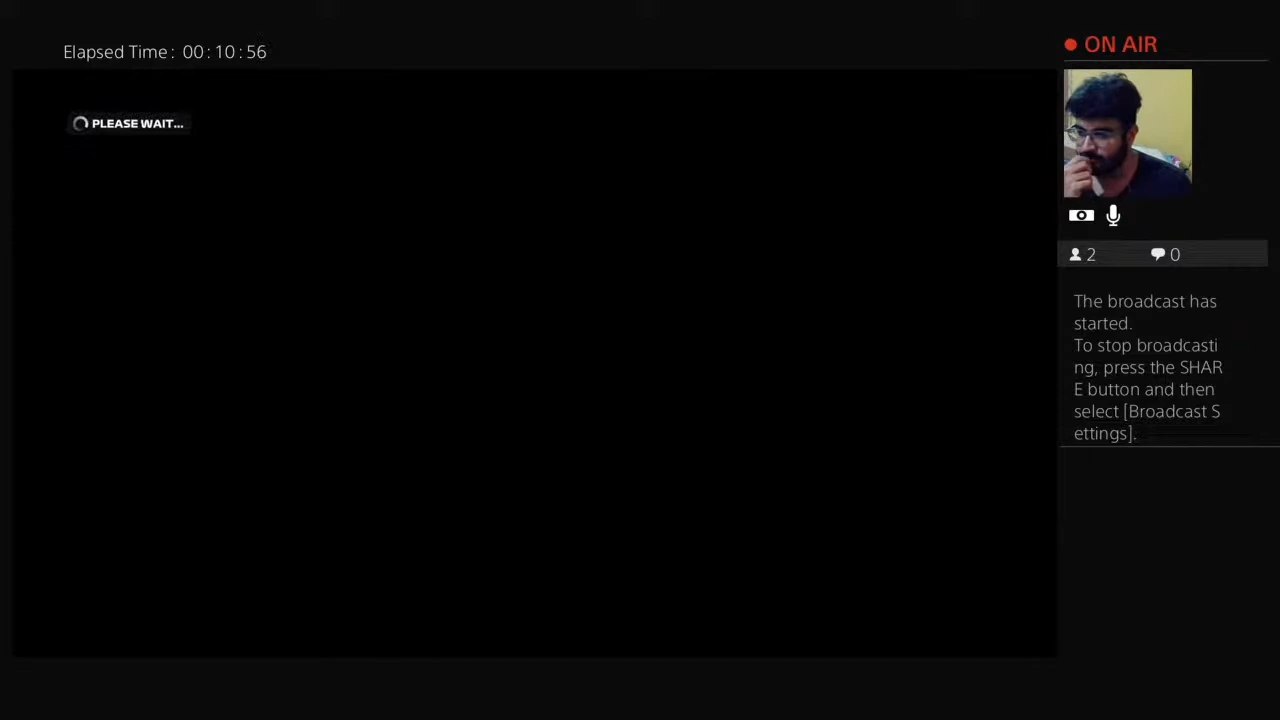 Elapsed Time: 00:10:56
ON AIR
PLEASE WAIT...
2 0
The broadcast has
started.
To stop broadcasti
ng, press the SHAR
E button and then
select [Broadcast S
ettings].